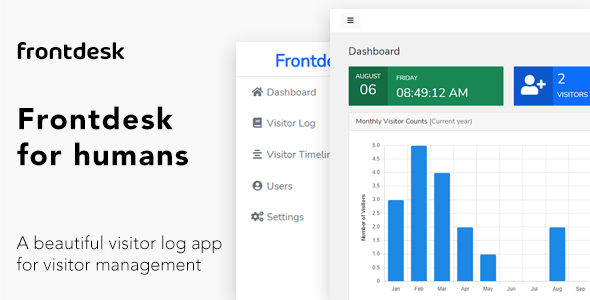 frontdesk
Frontdesk
for humans
A beautiful visitor log app
for visitor management
Dashboard
Visitor Log
Visitor Timelin
Users
Settings
Dashboard
AUGUST
06
FRIDAY
08:49:12 AM
2
VISITORS
Monthly Visitor Counts (Current year)
Number of Visitors
5.0
4.5
4.0
3.5
3.0
2.5
2.0
1.5
1.0
0.5
0
Jan Feb Mar Apr May Jun Jul Aug Sep